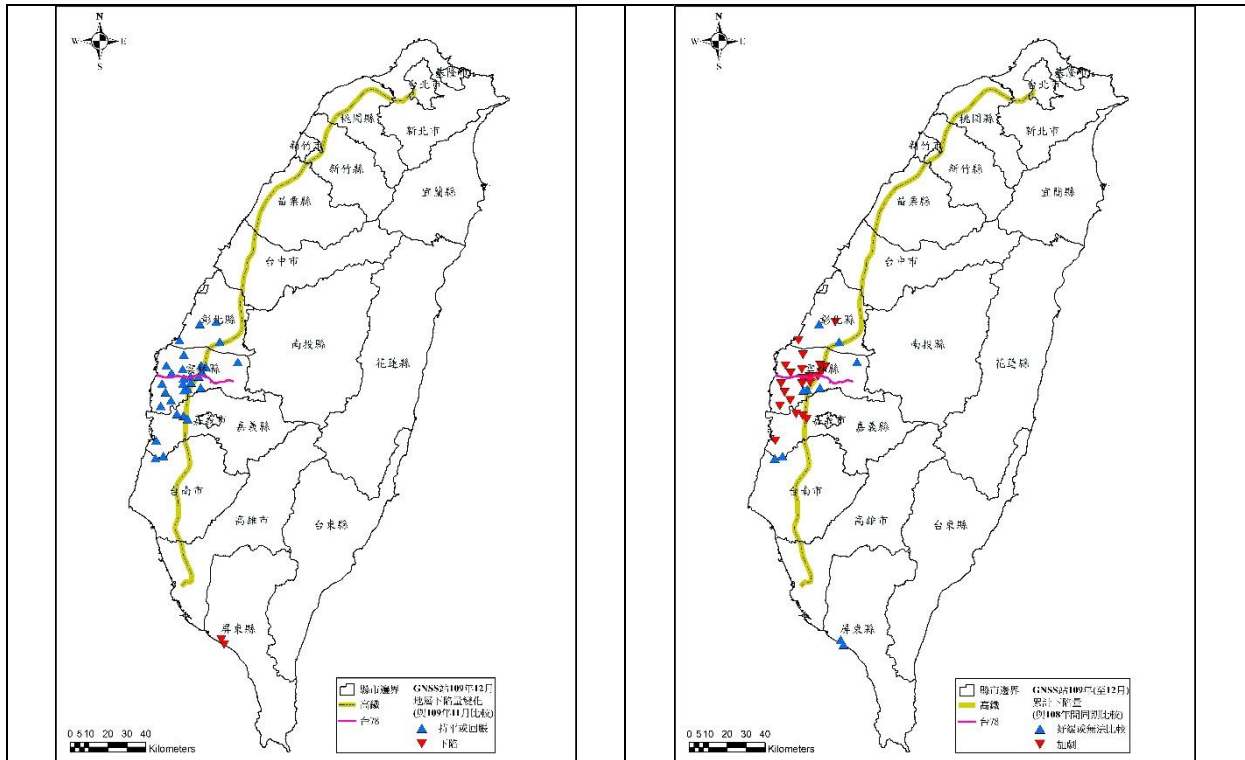 N
W E
S
基隆市
台北市
桃園縣
新北市
新竹市
新竹縣
宜蘭縣
苗栗縣
台中市
彰化縣
南投縣
花蓮縣
雲林縣
嘉義市
嘉義縣
台南市
高雄市
台東縣
屏東縣
縣市邊界
高鐵
台78
GNSS站109年12月
地層下陷量變化
(與109年11月比較)
持平或回脹
下陷
0 5 10 20 30 40
Kilometers
N
W E
S
基隆市
台北市
桃園縣
新北市
新竹市
新竹縣
宜蘭縣
苗栗縣
台中市
彰化縣
南投縣
花蓮縣
雲林縣
嘉義市
嘉義縣
台南市
高雄市
台東縣
屏東縣
縣市邊界
高鐵
台78
GNSS站109年(至12月)
累計下陷量
(與108年間同期比較)
舒緩或無法比較
加劇
0 5 10 20 30 40
Kilometers